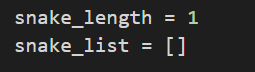 snake_length = 1
snake_list = []